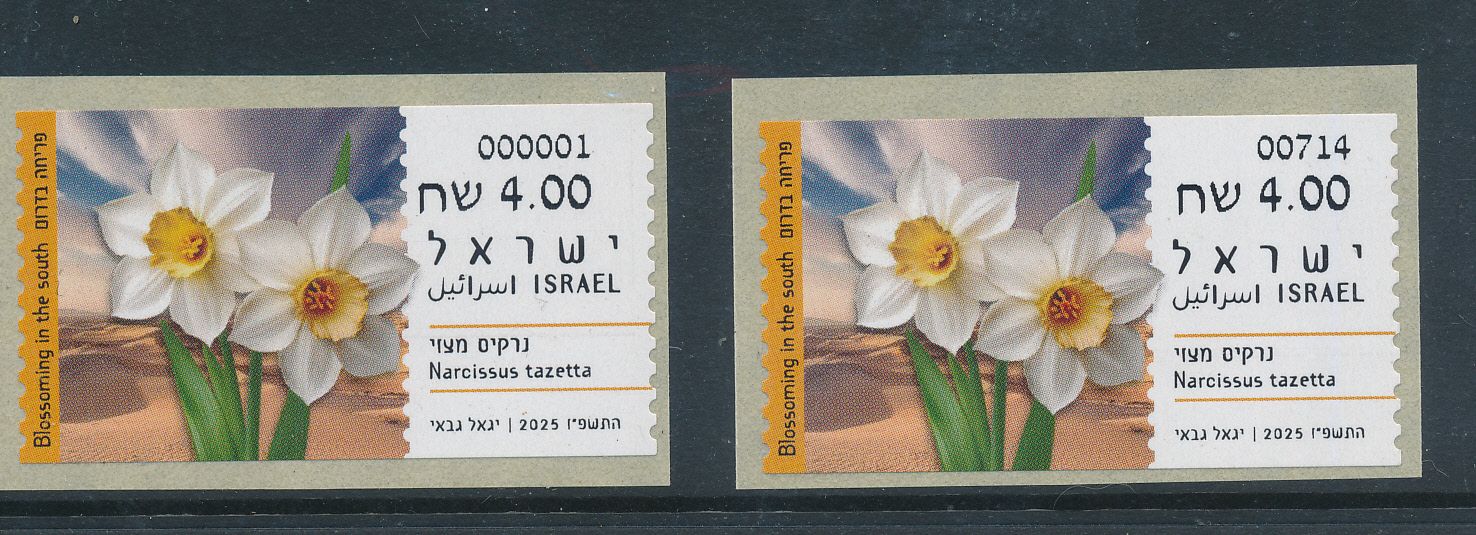 Blossoming in the south פריחה בדרום
000001
4.00 שח
ישראל
اسرائيل ISRAEL
נרקיס מצוי
Narcissus tazetta
התשפ"ו 2025 | יגאל גבאי
Blossoming in the south פריחה בדרום
00714
4.00 שח
ישראל
اسرائيل ISRAEL
נרקיס מצוי
Narcissus tazetta
התשפ"ו 2025 | יגאל גבאי